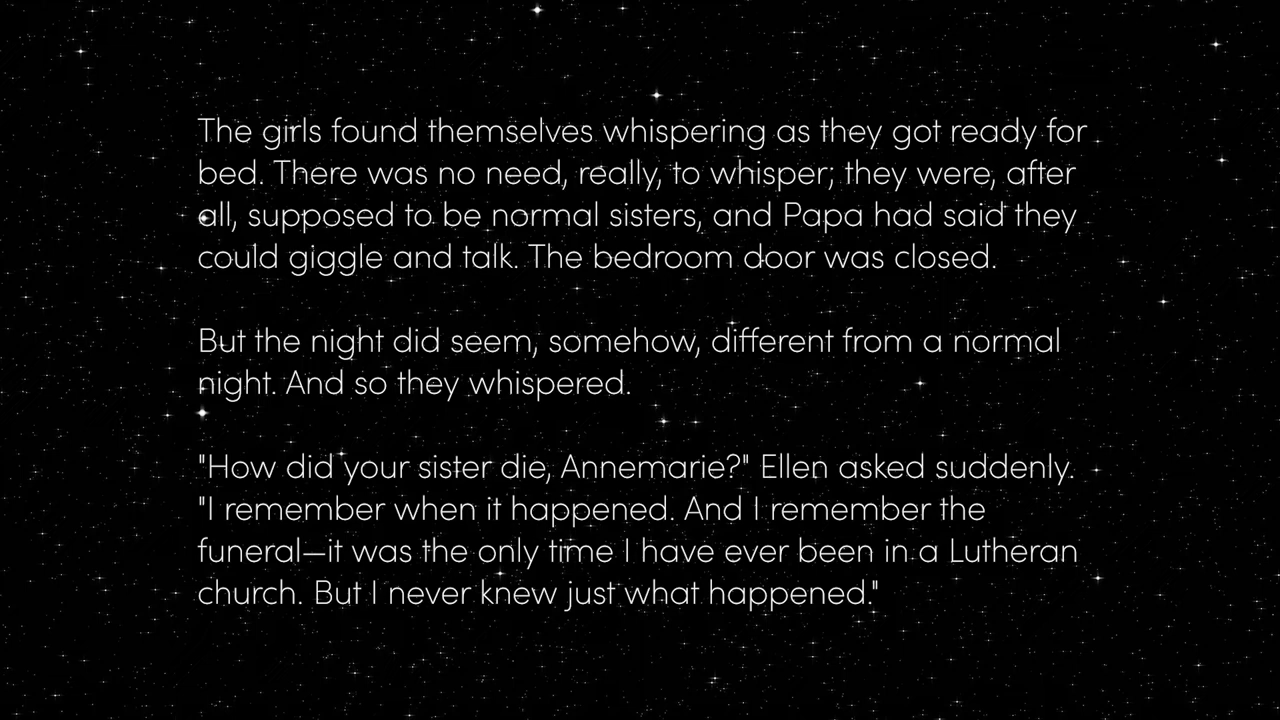 The girls found themselves whispering as they got ready for
bed. There was no need, really, to whisper; they were, after
all, supposed to be normal sisters, and Papa had said they
could giggle and talk. The bedroom door was closed.
But the night did seem, somehow, different from a normal
night. And so they whispered.
"How did your sister die, Annemarie?" Ellen asked suddenly.
"I remember when it happened. And I remember the
funeral—it was the only time I have ever been in a Lutheran
church. But I never knew just what happened."